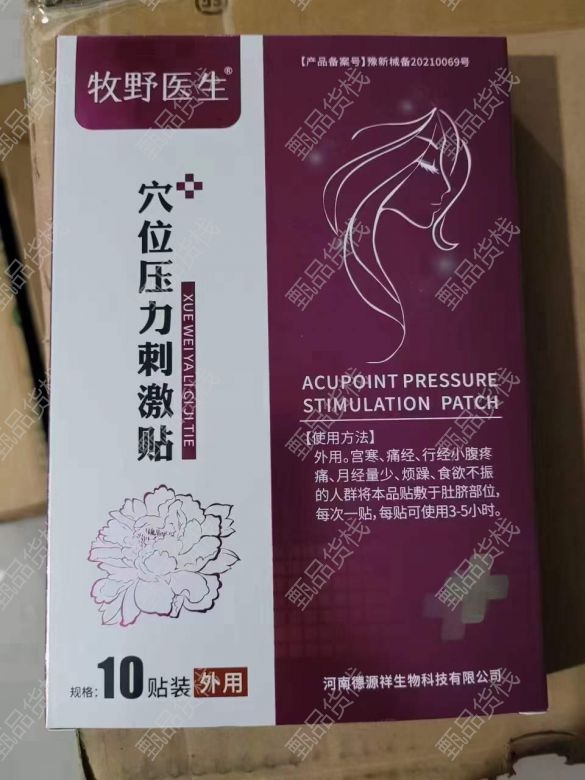 【产品备案号】豫新械备20210069号
牧野医生®
穴位压力刺激贴
XUE WEI YA LI CI JI TIE
ACUPOINT PRESSURE
STIMULATION PATCH
【使用方法】
外用。宫寒、痛经、行经小腹疼
痛、月经量少、烦躁、食欲不振
的人群将本品贴敷于肚脐部位，
每次一贴，每贴可使用3-5小时。
规格：10贴装 外用
河南德源祥生物科技有限公司
甄品货栈